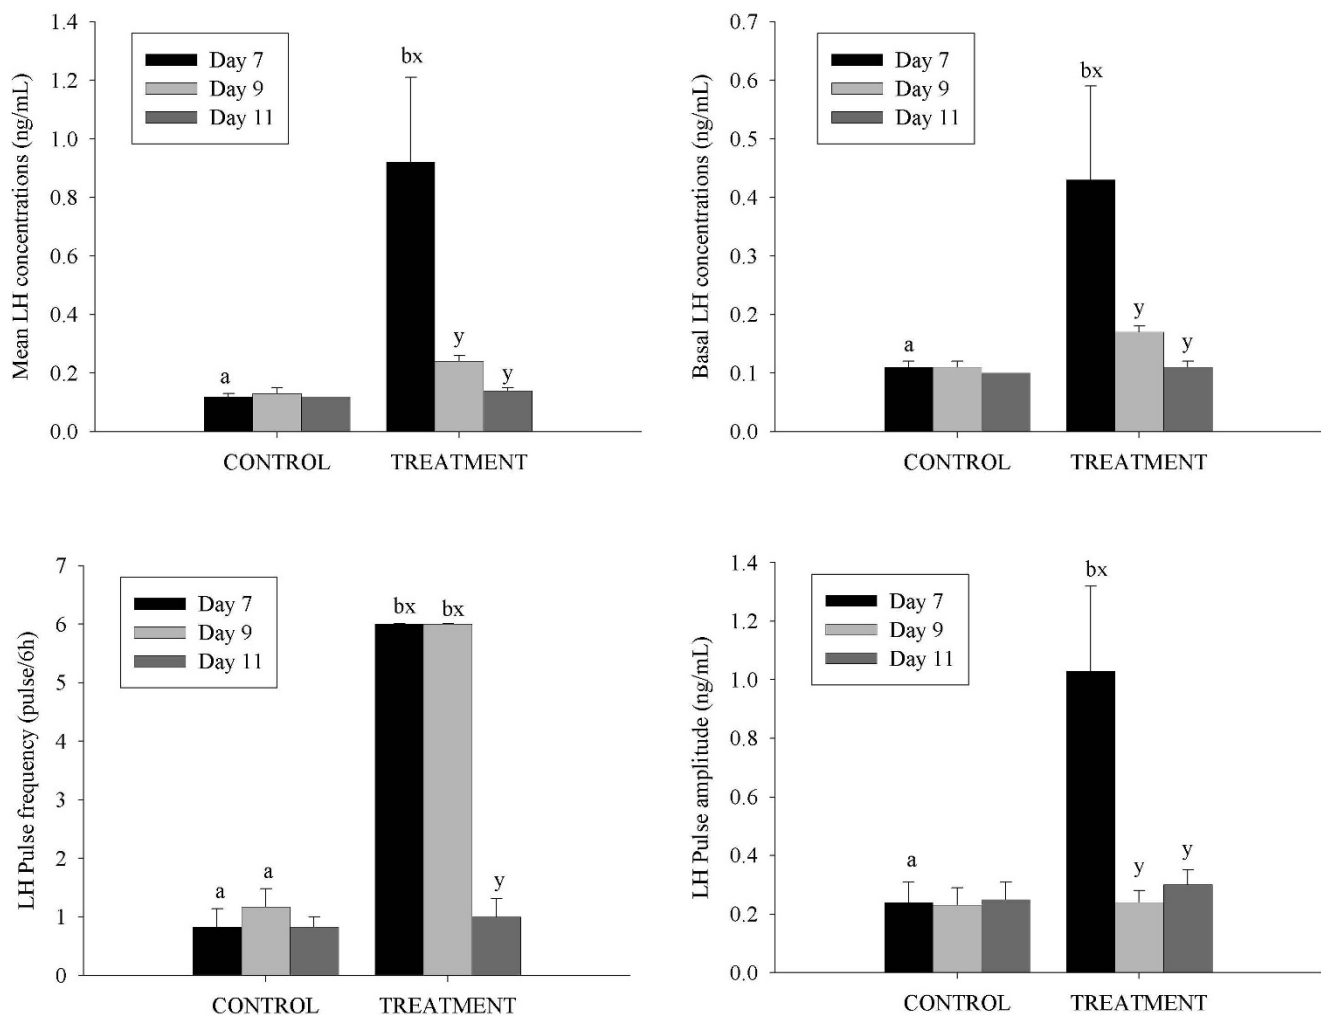 Mean LH concentrations (ng/mL)
1.4
1.2
1.0
0.8
0.6
0.4
0.2
0.0
Day 7
Day 9
Day 11
a
bx
y
y
CONTROL
TREATMENT
Basal LH concentrations (ng/mL)
0.7
0.6
0.5
0.4
0.3
0.2
0.1
0.0
Day 7
Day 9
Day 11
a
bx
y
y
CONTROL
TREATMENT
LH Pulse frequency (pulse/6h)
7
6
5
4
3
2
1
0
Day 7
Day 9
Day 11
a
a
bx
bx
y
CONTROL
TREATMENT
LH Pulse amplitude (ng/mL)
1.4
1.2
1.0
0.8
0.6
0.4
0.2
0.0
Day 7
Day 9
Day 11
a
bx
y
y
CONTROL
TREATMENT